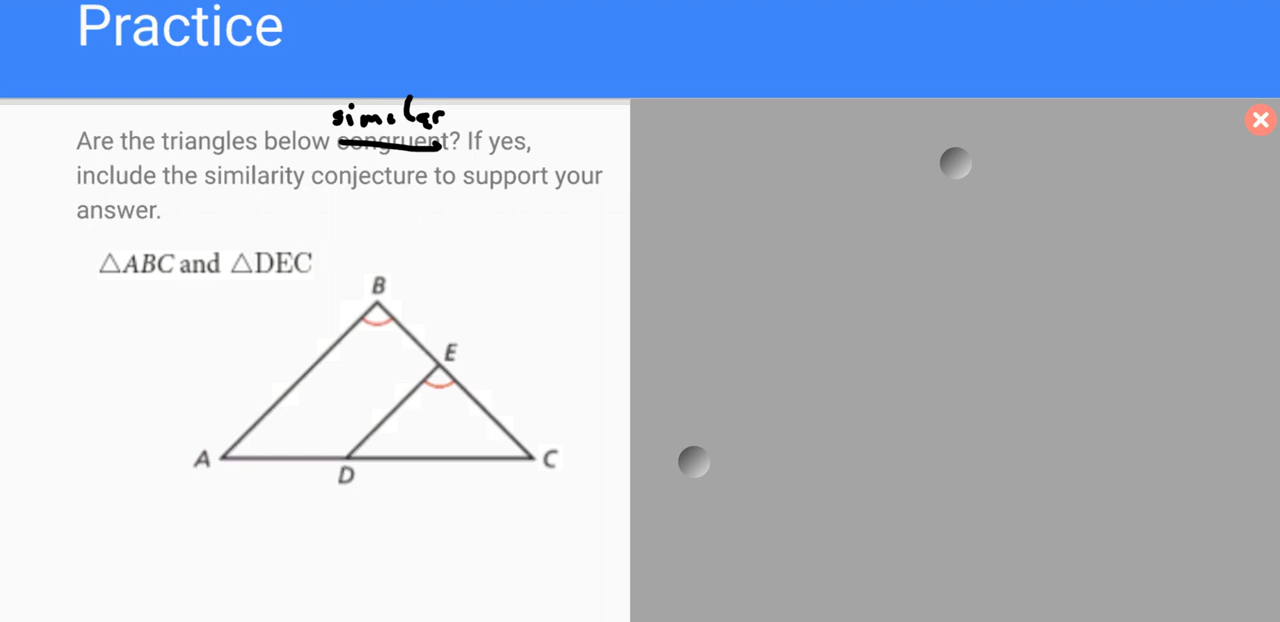 Practice
similar
Are the triangles below congruent? If yes,
include the similarity conjecture to support your
answer.
△ABC and △DEC
B
E
A
D
C